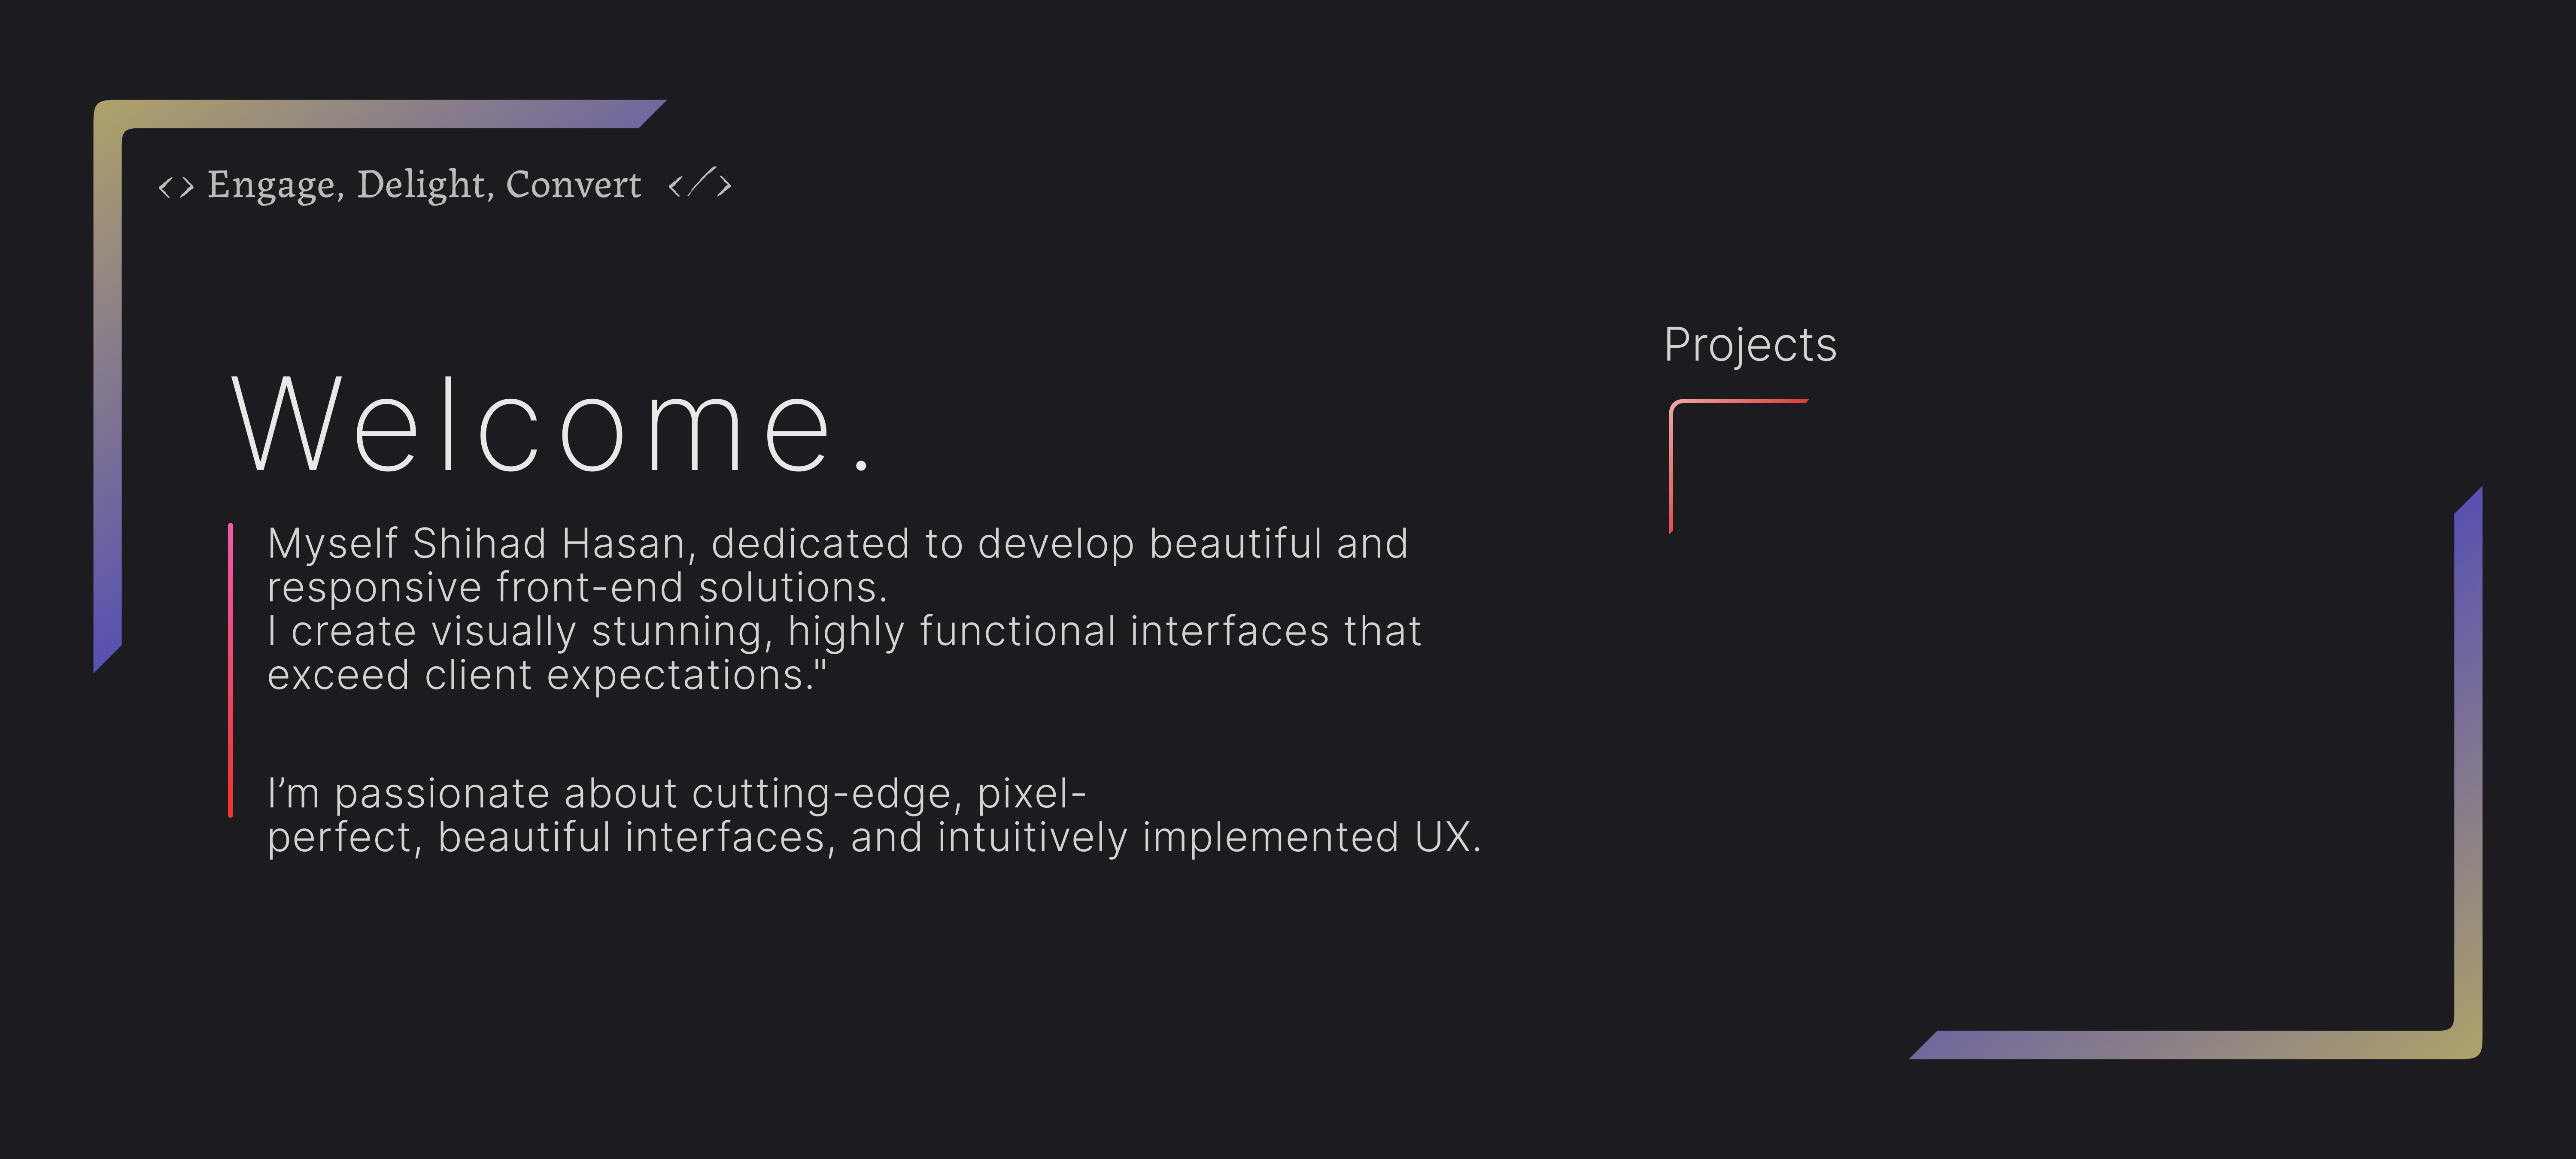 <> Engage, Delight, Convert </>
Welcome.
Myself Shihad Hasan, dedicated to develop beautiful and
responsive front-end solutions.
I create visually stunning, highly functional interfaces that
exceed client expectations."
I’m passionate about cutting-edge, pixel-
perfect, beautiful interfaces, and intuitively implemented UX.
Projects